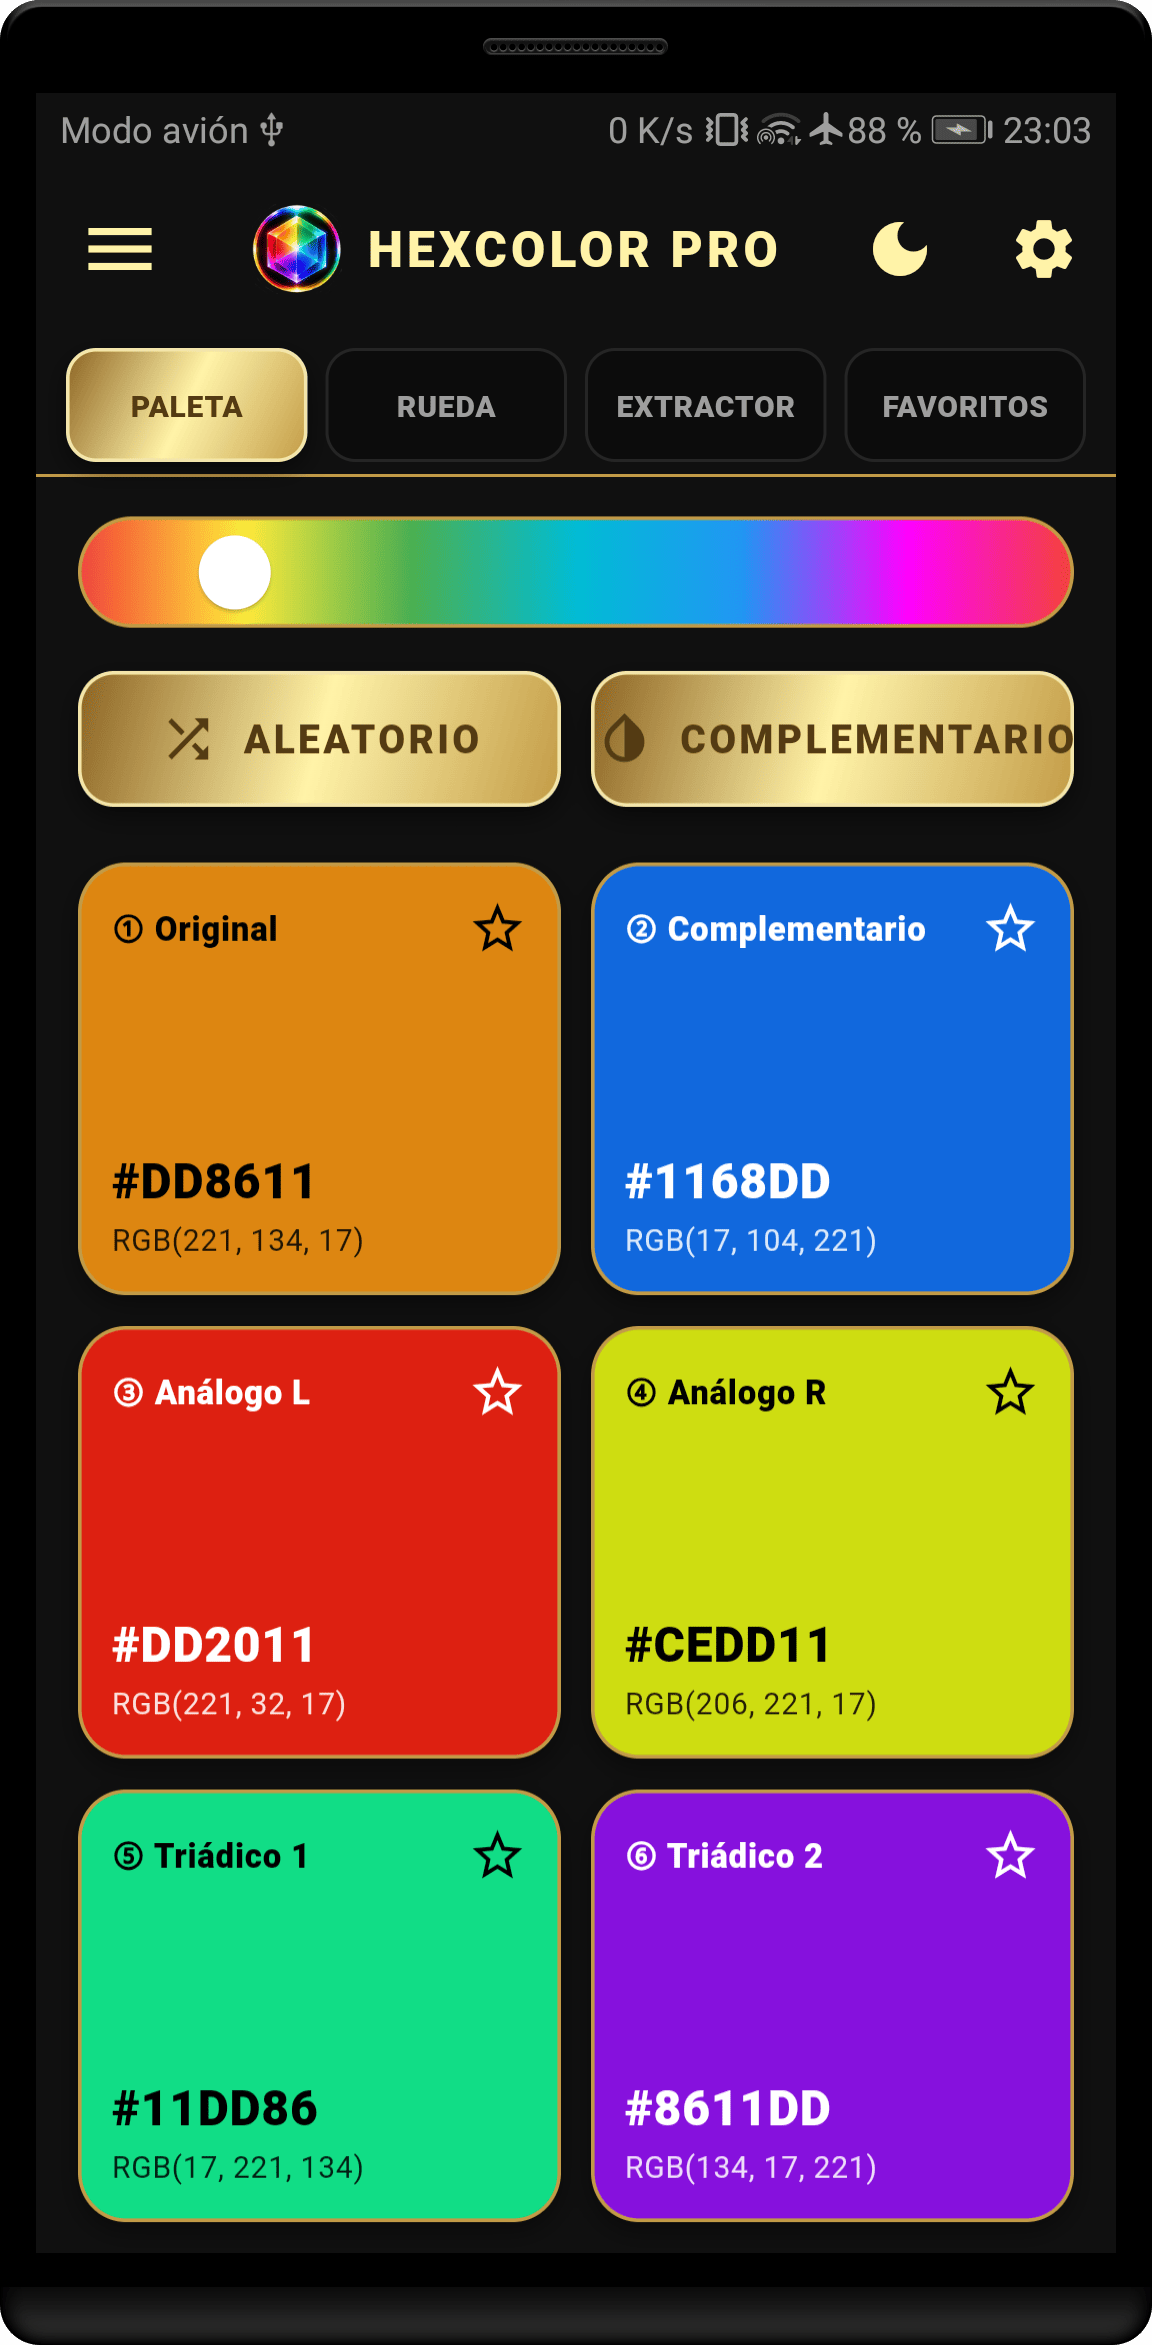 Modo avión 0 K/s 88 % 23:03
HEXCOLOR PRO
PALETA RUEDA EXTRACTOR FAVORITOS
ALEATORIO COMPLEMENTARIO
① Original ② Complementario
#DD8611 #1168DD
RGB(221, 134, 17) RGB(17, 104, 221)
③ Análogo L ④ Análogo R
#DD2011 #CEDD11
RGB(221, 32, 17) RGB(206, 221, 17)
⑤ Triádico 1 ⑥ Triádico 2
#11DD86 #8611DD
RGB(17, 221, 134) RGB(134, 17, 221)